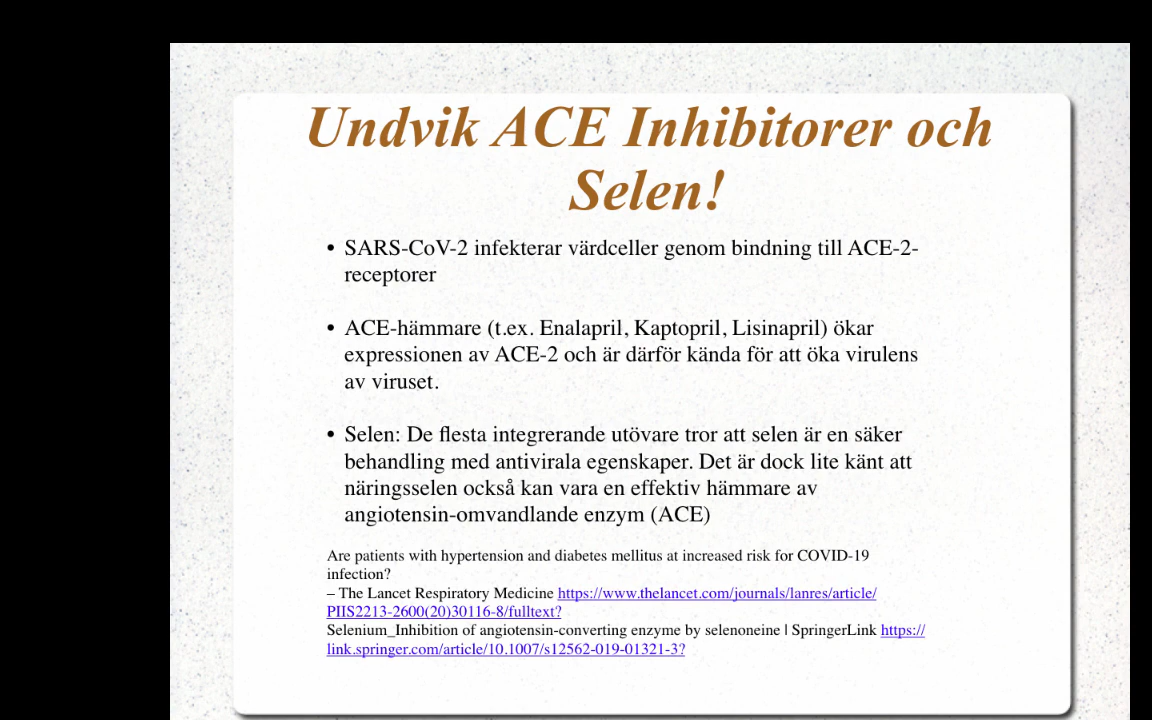 Undvik ACE Inhibitorer och
Selen!
• SARS-CoV-2 infekterar värdceller genom bindning till ACE-2-
receptorer
• ACE-hämmare (t.ex. Enalapril, Kaptopril, Lisinapril) ökar
expressionen av ACE-2 och är därför kända för att öka virulens
av viruset.
• Selen: De flesta integrerande utövare tror att selen är en säker
behandling med antivirala egenskaper. Det är dock lite känt att
näringsselen också kan vara en effektiv hämmare av
angiotensin-omvandlande enzym (ACE)
Are patients with hypertension and diabetes mellitus at increased risk for COVID-19
infection?
– The Lancet Respiratory Medicine https://www.thelancet.com/journals/lanres/article/
PIIS2213-2600(20)30116-8/fulltext?
Selenium_Inhibition of angiotensin-converting enzyme by selenoneine | SpringerLink https://
link.springer.com/article/10.1007/s12562-019-01321-3?